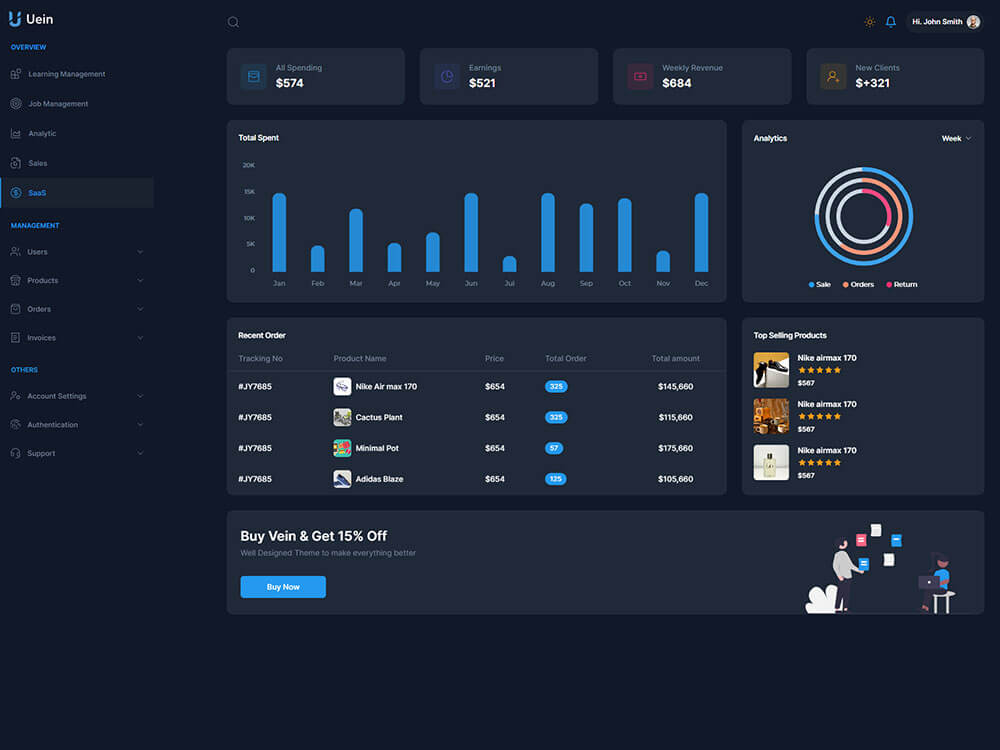 Uein
Hi, John Smith
OVERVIEW
Learning Management
Job Management
Analytic
Sales
SaaS
MANAGEMENT
Users
Products
Orders
Invoices
OTHERS
Account Settings
Authentication
Support
All Spending
$574
Earnings
$521
Weekly Revenue
$684
New Clients
$+321
Total Spent
20K
15K
10K
5K
0
Jan Feb Mar Apr May Jun Jul Aug Sep Oct Nov Dec
Analytics Week
Sale Orders Return
Recent Order
Tracking No Product Name Price Total Order Total amount
#JY7685 Nike Air max 170 $654 325 $145,660
#JY7685 Cactus Plant $654 325 $115,660
#JY7685 Minimal Pot $654 57 $175,660
#JY7685 Adidas Blaze $654 125 $105,660
Top Selling Products
Nike airmax 170
$567
Nike airmax 170
$567
Nike airmax 170
$567
Buy Vein & Get 15% Off
Well Designed Theme to make everything better
Buy Now